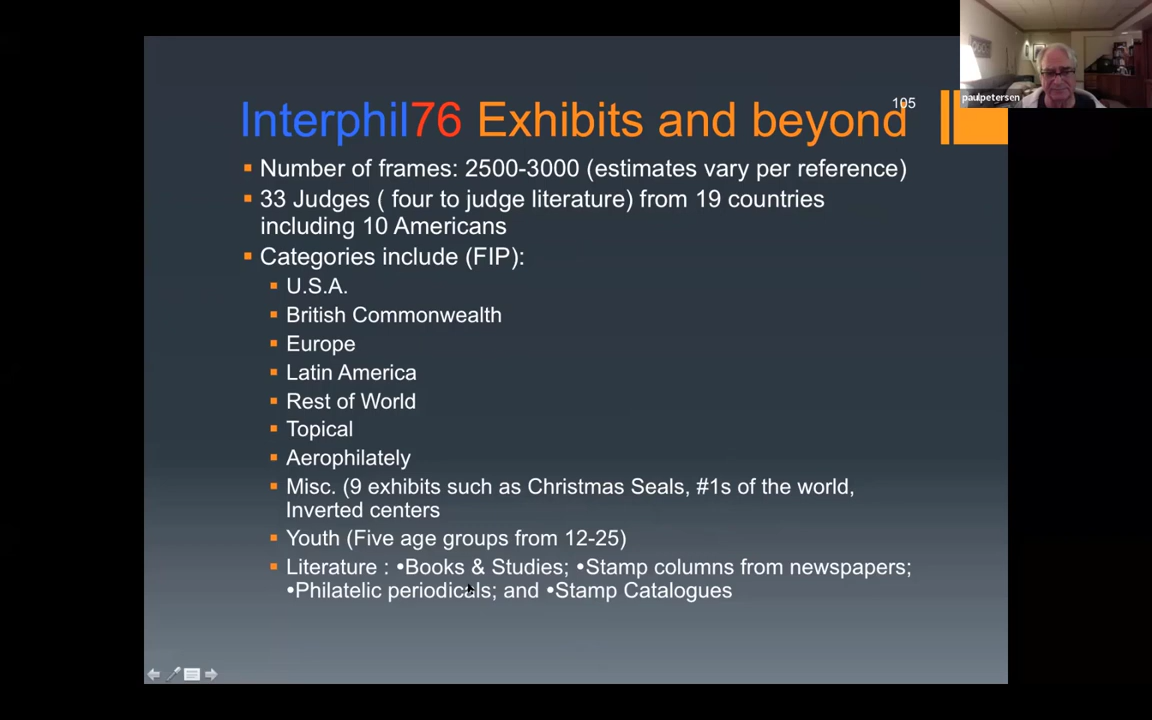 paulpetersen
105
Interphil76 Exhibits and beyond
▪ Number of frames: 2500-3000 (estimates vary per reference)
▪ 33 Judges ( four to judge literature) from 19 countries
including 10 Americans
▪ Categories include (FIP):
▪ U.S.A.
▪ British Commonwealth
▪ Europe
▪ Latin America
▪ Rest of World
▪ Topical
▪ Aerophilately
▪ Misc. (9 exhibits such as Christmas Seals, #1s of the world,
Inverted centers
▪ Youth (Five age groups from 12-25)
▪ Literature : •Books & Studies; •Stamp columns from newspapers;
•Philatelic periodicals; and •Stamp Catalogues